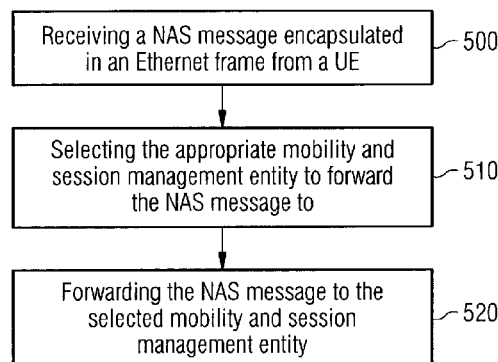 Receiving a NAS message encapsulated
in an Ethernet frame from a UE
500
Selecting the appropriate mobility and
session management entity to forward
the NAS message to
510
Forwarding the NAS message to the
selected mobility and session
management entity
520